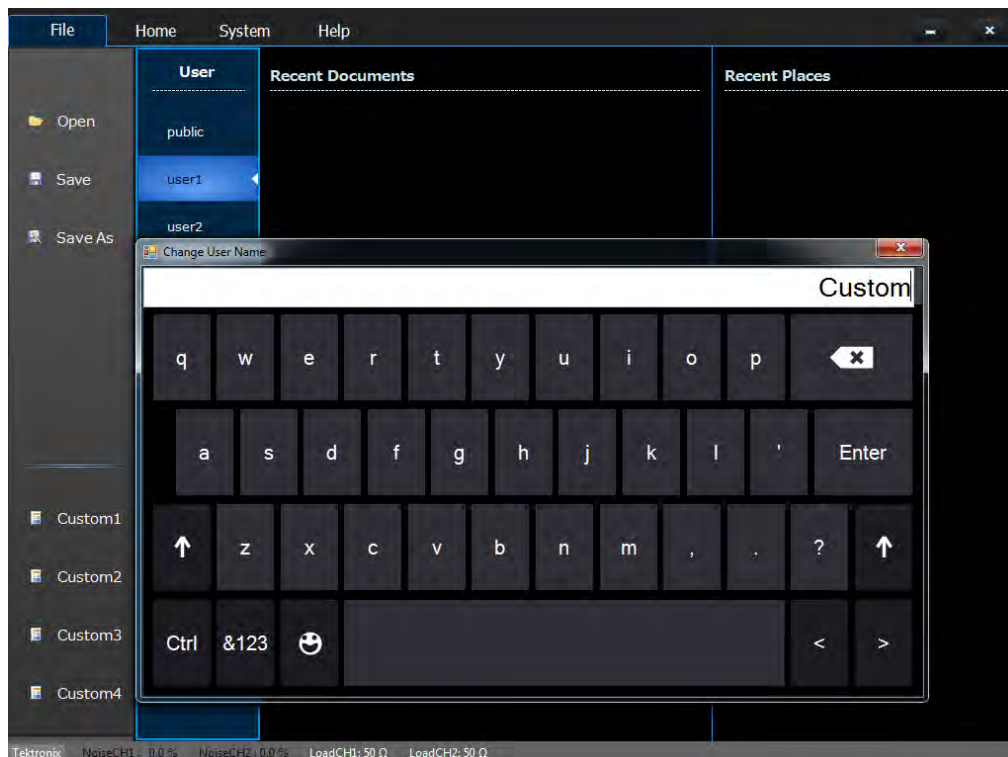 File Home System Help
User
Recent Documents
Recent Places
Open
public
Save
user1
Save As
user2
Change User Name
Custom
q w e r t y u i o p
a s d f g h j k l ' Enter
Custom1
z x c v b n m , . ?
Custom2
Custom3
Ctrl &123 < >
Custom4
Tektronix NoiseCH1: 0.0 % NoiseCH2: 0.0 % LoadCH1: 50 Ω LoadCH2: 50 Ω